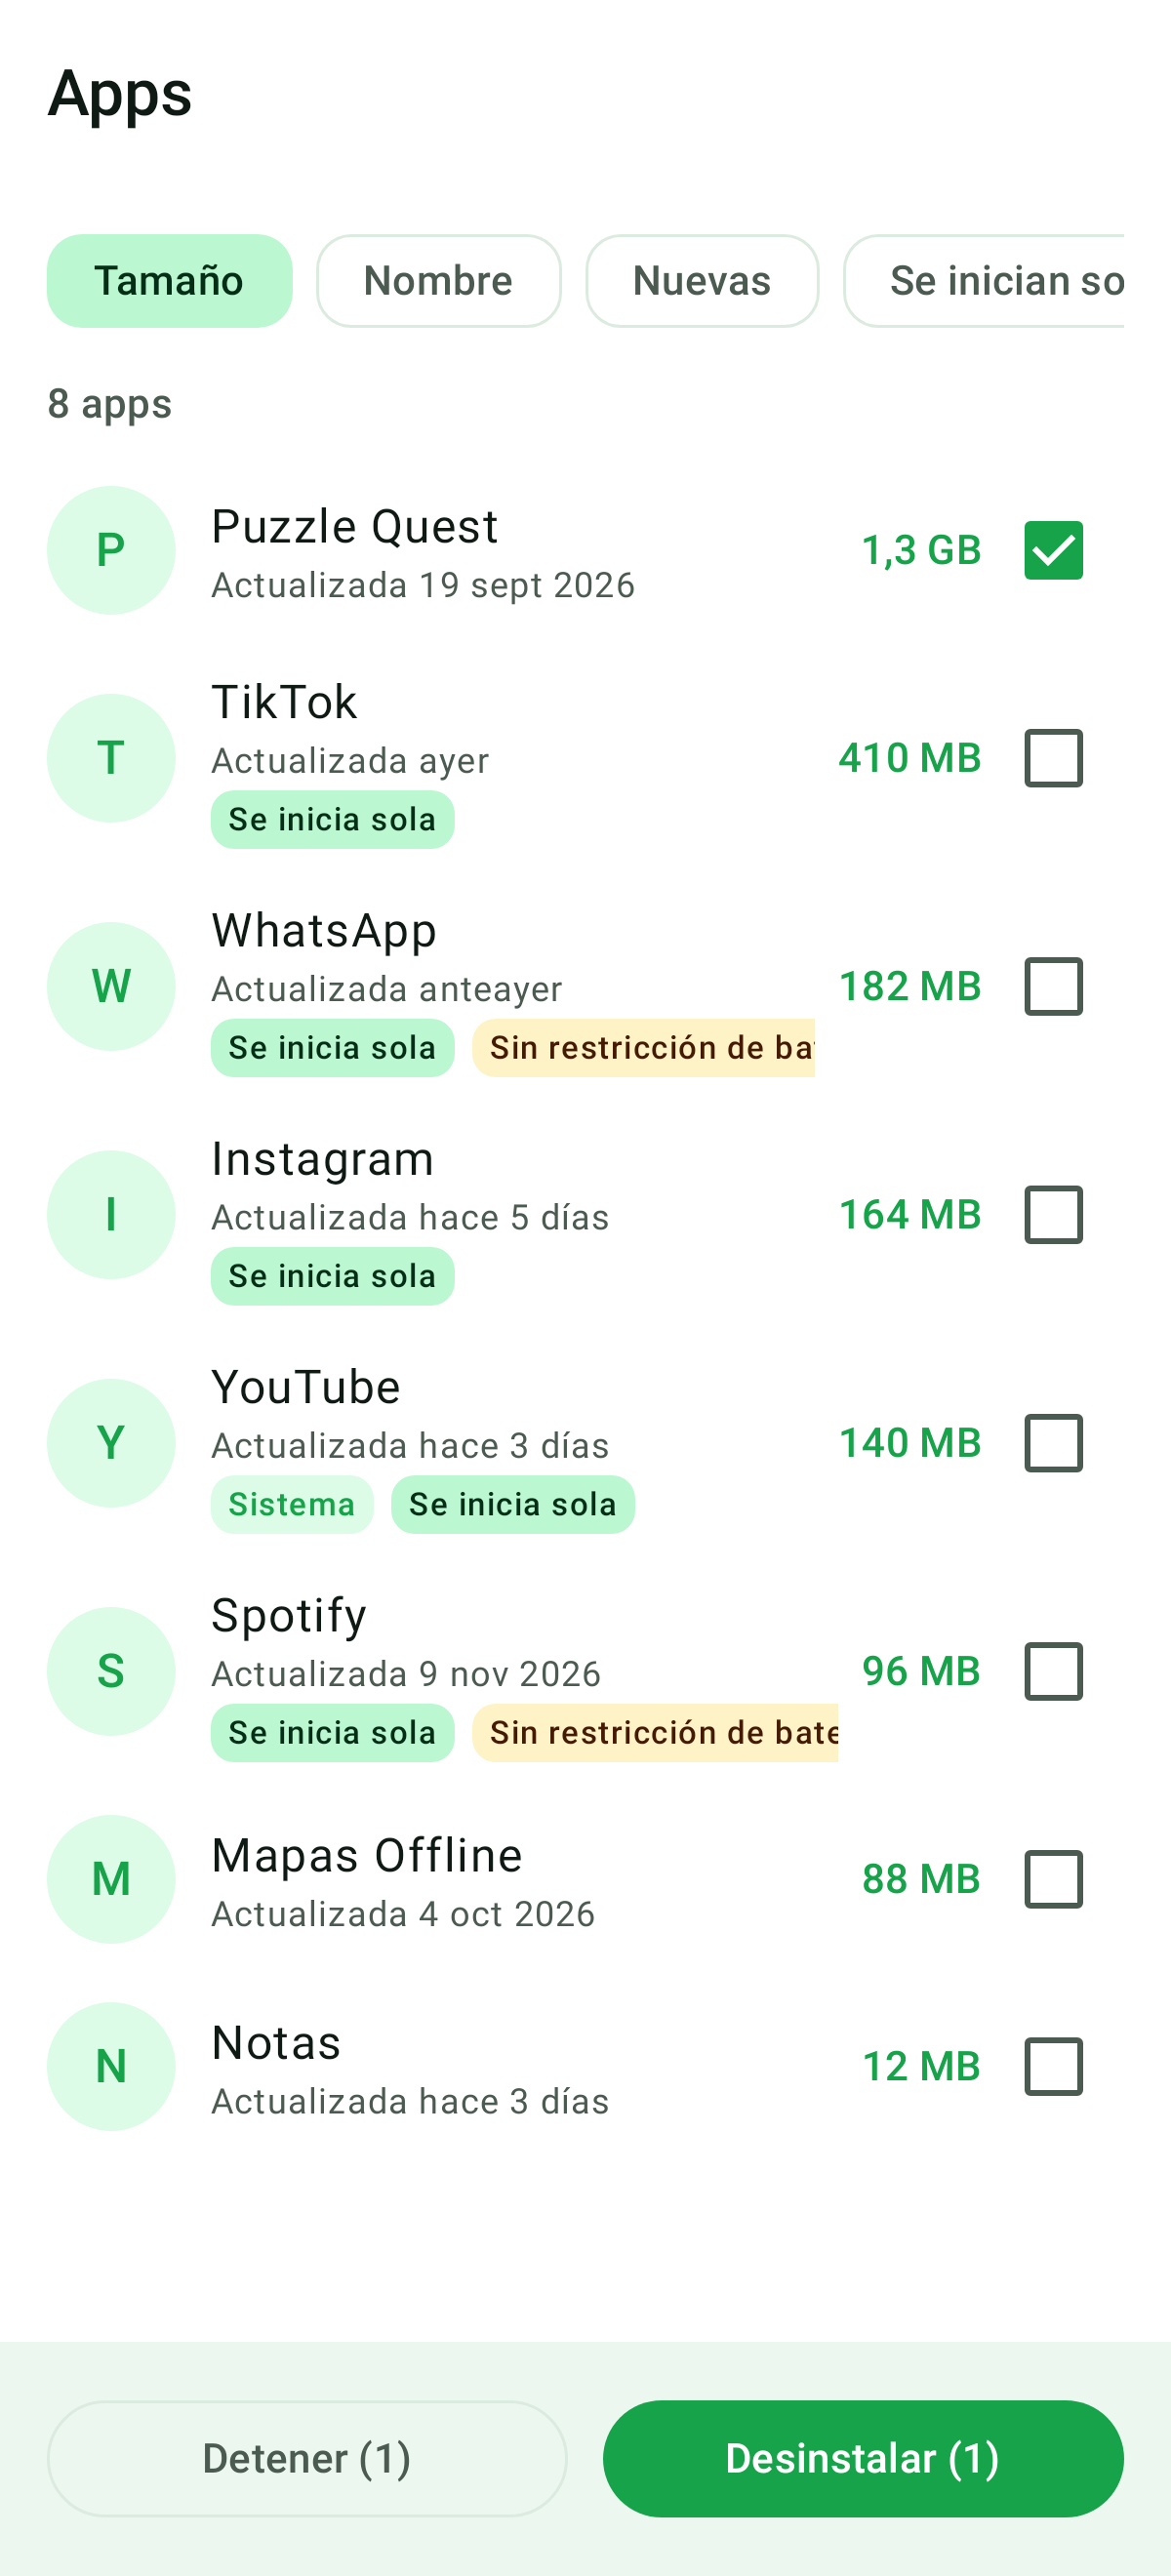 Apps
Tamaño Nombre Nuevas Se inician so
8 apps
P
Puzzle Quest
Actualizada 19 sept 2026
1,3 GB
T
TikTok
Actualizada ayer
Se inicia sola
410 MB
W
WhatsApp
Actualizada anteayer
Se inicia sola Sin restricción de ba
182 MB
I
Instagram
Actualizada hace 5 días
Se inicia sola
164 MB
Y
YouTube
Actualizada hace 3 días
Sistema Se inicia sola
140 MB
S
Spotify
Actualizada 9 nov 2026
Se inicia sola Sin restricción de bate
96 MB
M
Mapas Offline
Actualizada 4 oct 2026
88 MB
N
Notas
Actualizada hace 3 días
12 MB
Detener (1) Desinstalar (1)